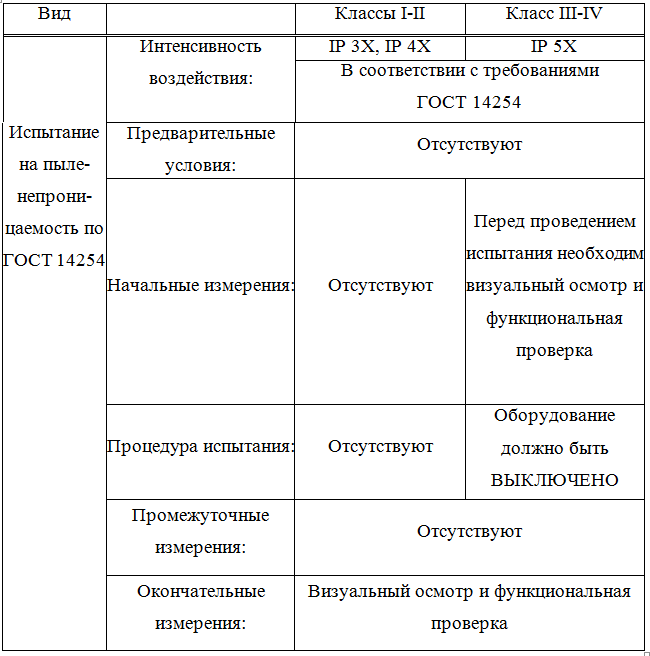 Вид
Классы I-II
Класс III-IV
Испытание
на пыле-
непрони-
цаемость по
ГОСТ 14254
Интенсивность
воздействия:
IP 3X, IP 4X
IP 5X
В соответствии с требованиями
ГОСТ 14254
Предварительные
условия:
Отсутствуют
Начальные измерения:
Отсутствуют
Перед проведением
испытания необходим
визуальный осмотр и
функциональная
проверка
Процедура испытания:
Отсутствуют
Оборудование
должно быть
ВЫКЛЮЧЕНО
Промежуточные
измерения:
Отсутствуют
Окончательные
измерения:
Визуальный осмотр и функциональная
проверка